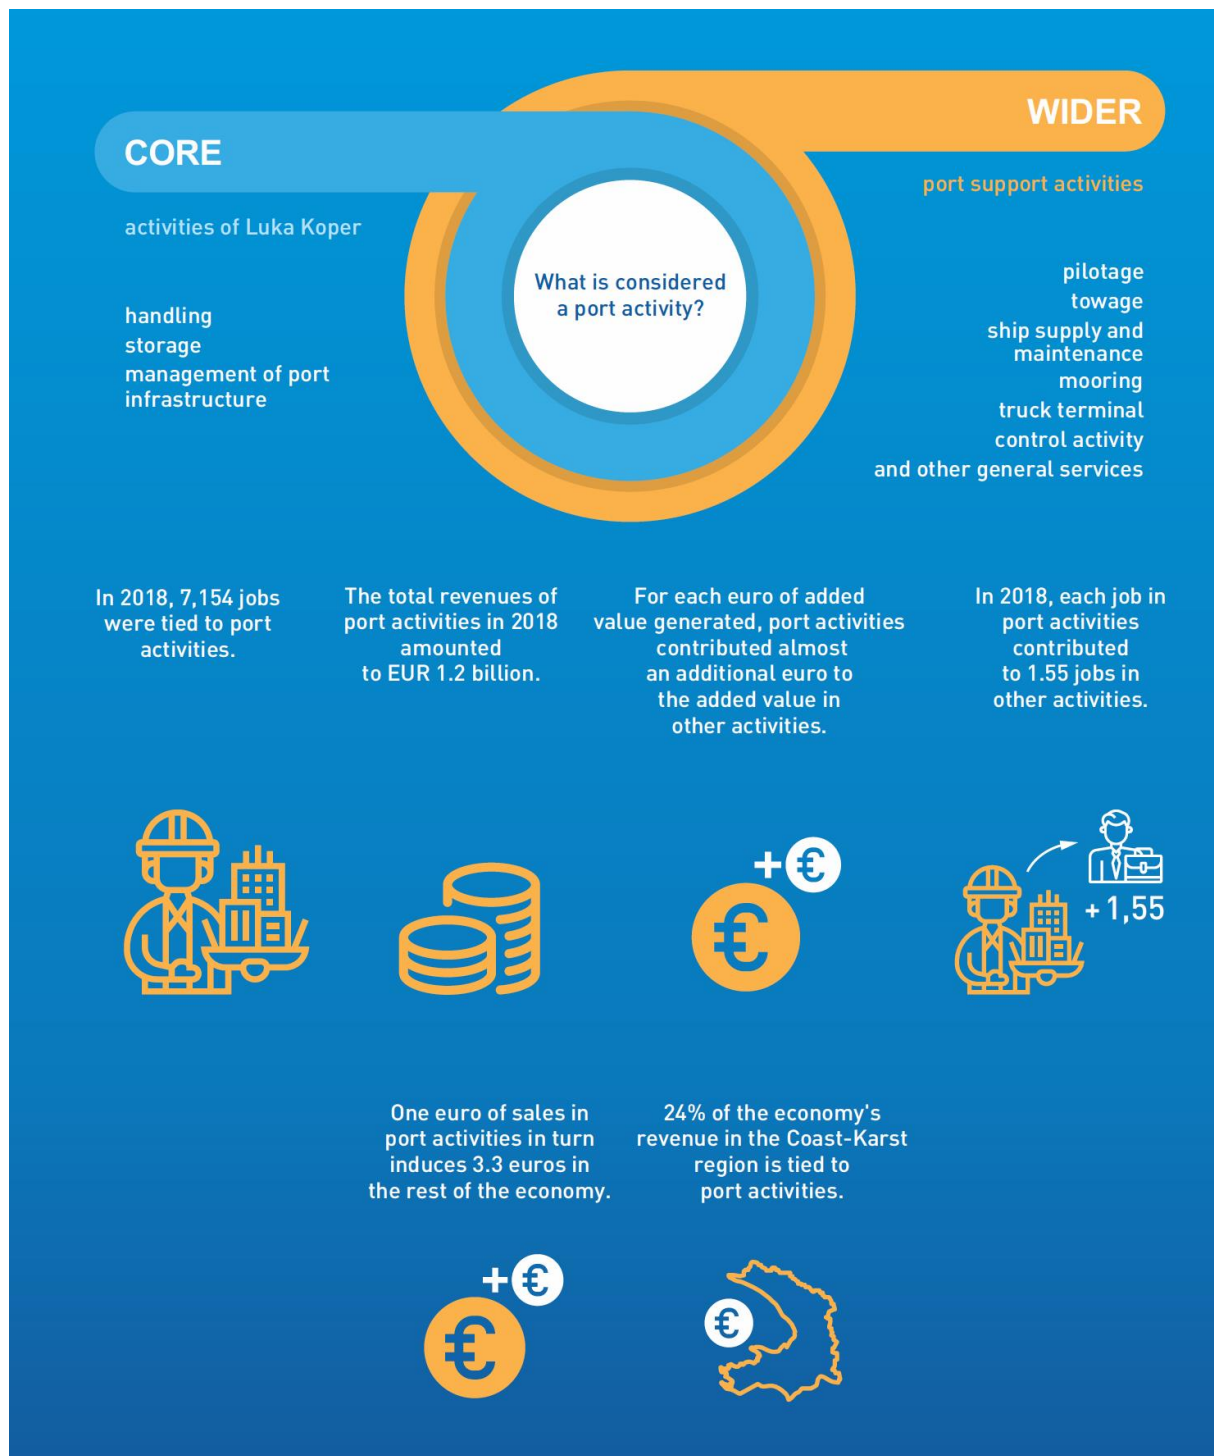 WIDER
CORE
port support activities
activities of Luka Koper
What is considered
a port activity?
handling
storage
management of port
infrastructure
pilotage
towage
ship supply and
maintenance
mooring
truck terminal
control activity
and other general services
In 2018, 7,154 jobs
were tied to port
activities.
The total revenues of
port activities in 2018
amounted
to EUR 1.2 billion.
For each euro of added
value generated, port activities
contributed almost
an additional euro to
the added value in
other activities.
In 2018, each job in
port activities
contributed
to 1.55 jobs in
other activities.
+ €
€
+ 1,55
One euro of sales in
port activities in turn
induces 3.3 euros in
the rest of the economy.
24% of the economy's
revenue in the Coast-Karst
region is tied to
port activities.
+ €
€
€